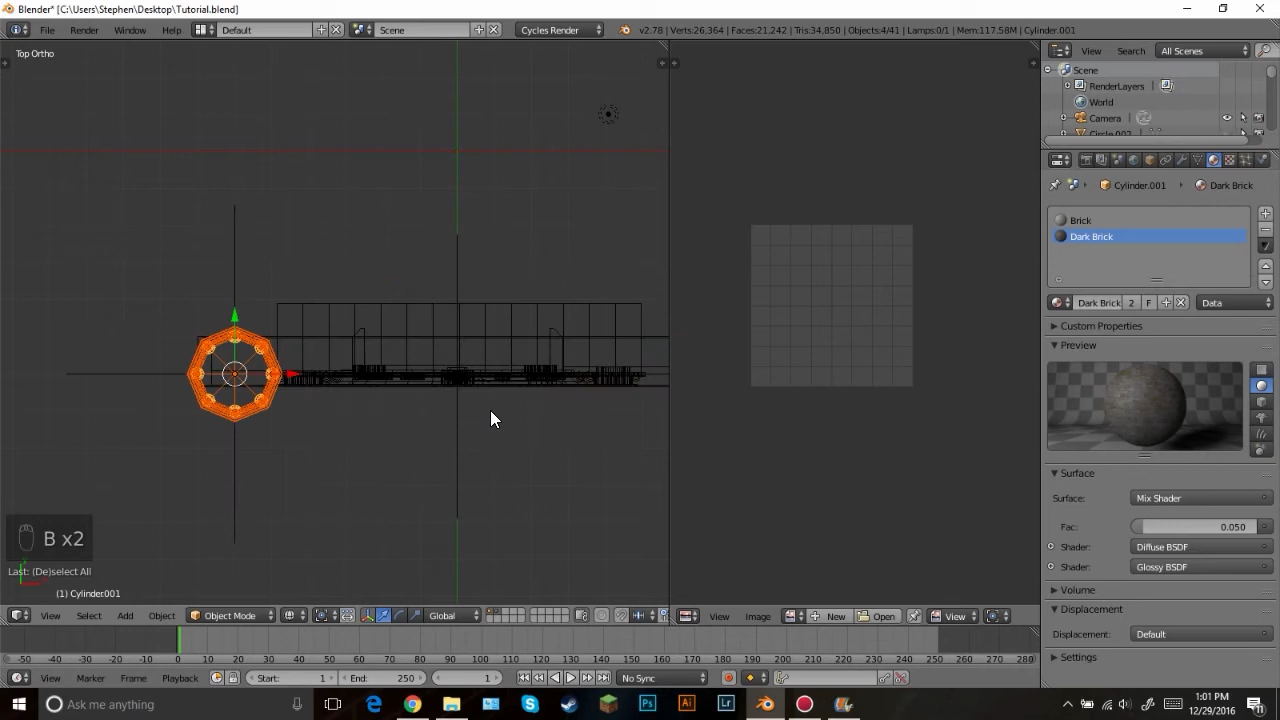 Blender* [C:\Users\Stephen\Desktop\Tutorial.blend]
File Render Window Help Default Scene Cycles Render v2.78 | Verts:26,364 | Faces:21,242 | Tris:34,850 | Objects:4/41 | Lamps:0/1 | Mem:117.58M | Cylinder.001
Top Ortho
View Search All Scenes
Scene
RenderLayers
World
Camera
Circle.002
Cylinder.001 Dark Brick
Brick
Dark Brick
Dark Brick 2 F Data
Custom Properties
Preview
Surface
Surface: Mix Shader
Fac: 0.050
Shader: Diffuse BSDF
Shader: Glossy BSDF
Volume
Displacement
Displacement: Default
Settings
B x2
Last: (De)select All
(1) Cylinder.001
View Select Add Object Object Mode Global
View Image New Open View
-50 -40 -30 -20 -10 0 10 20 30 40 50 60 70 80 90 100 110 120 130 140 150 160 170 180 190 200 210 220 230 240 250 260 270 280
View Marker Frame Playback Start: 1 End: 250 1 No Sync
Ask me anything
Ps Ai Lr
1:01 PM
12/29/2016
11